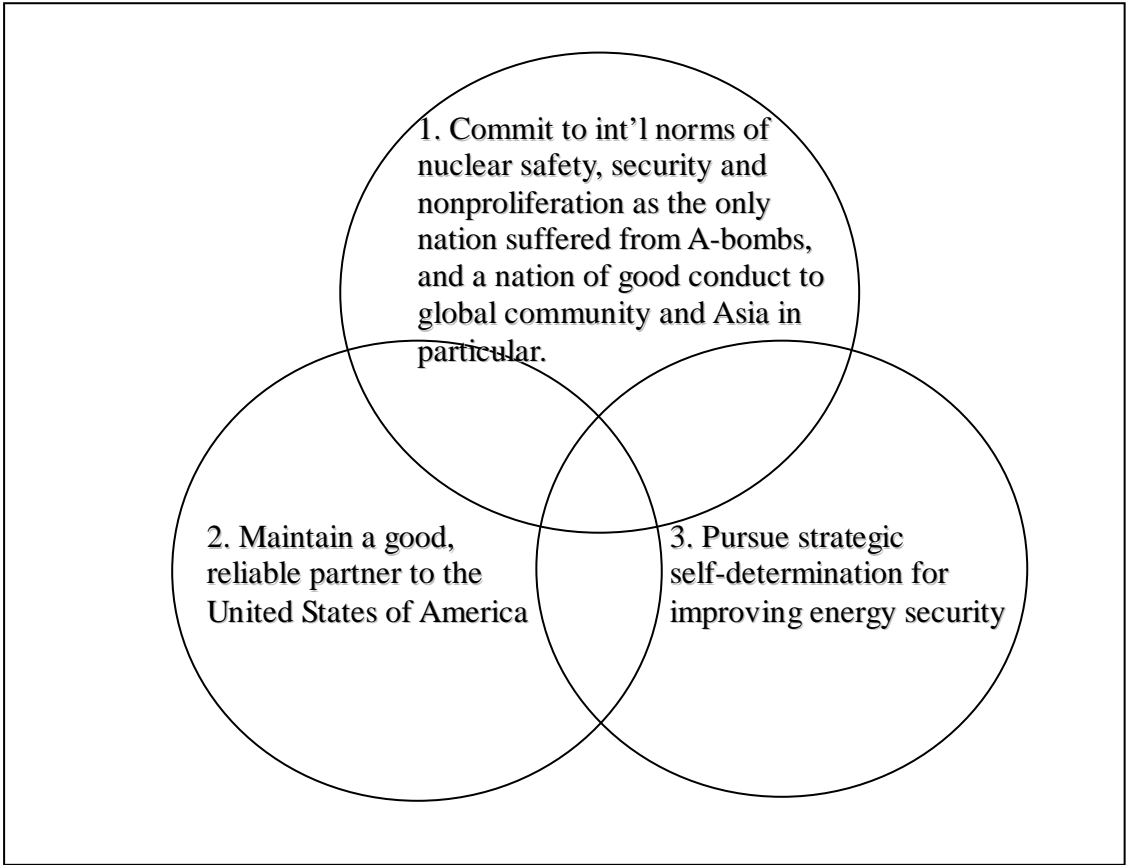 1. Commit to int’l norms of
nuclear safety, security and
nonproliferation as the only
nation suffered from A-bombs,
and a nation of good conduct to
global community and Asia in
particular.
2. Maintain a good,
reliable partner to the
United States of America
3. Pursue strategic
self-determination for
improving energy security